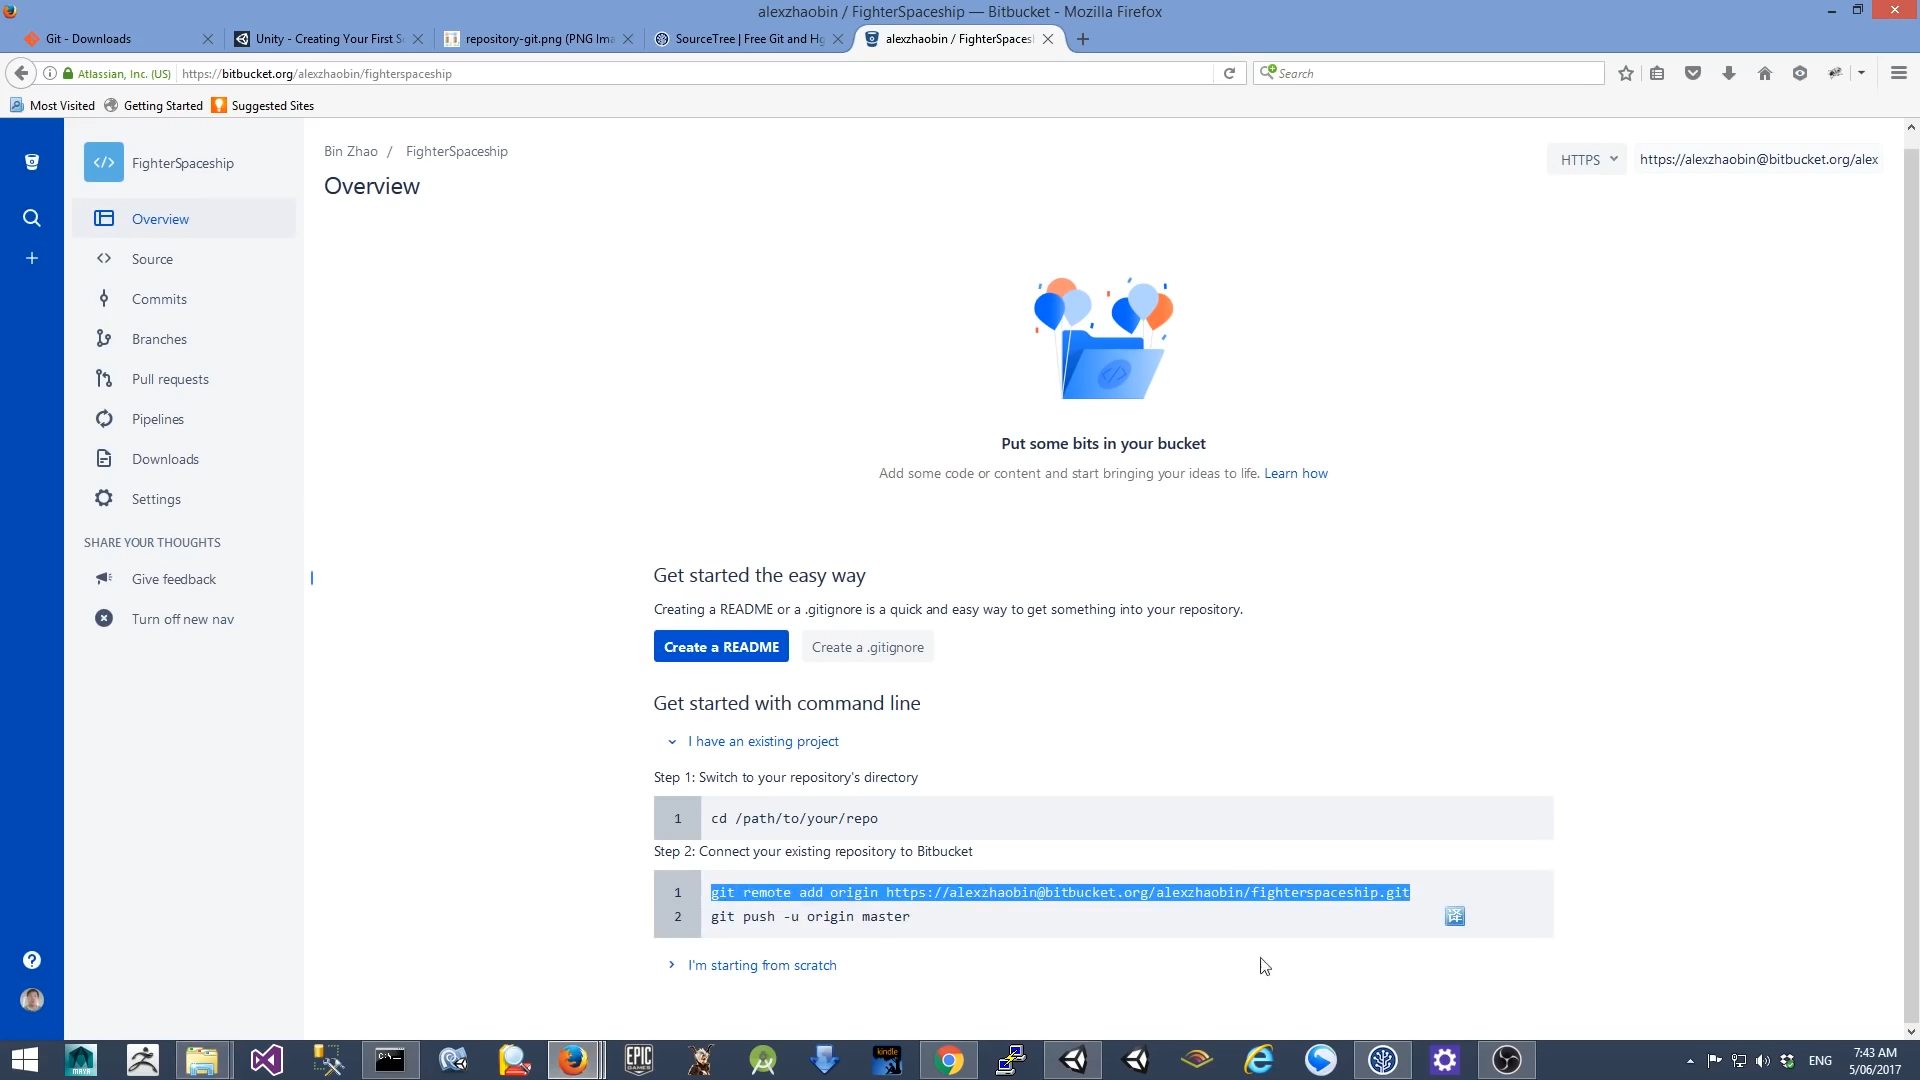 alexzhaobin / FighterSpaceship — Bitbucket - Mozilla Firefox
Git - Downloads
Unity - Creating Your First S
repository-git.png (PNG Ima
SourceTree | Free Git and Hg
alexzhaobin / FighterSpaces
Atlassian, Inc. (US)
https://bitbucket.org/alexzhaobin/fighterspaceship
Search
Most Visited
Getting Started
Suggested Sites
FighterSpaceship
Overview
Source
Commits
Branches
Pull requests
Pipelines
Downloads
Settings
SHARE YOUR THOUGHTS
Give feedback
Turn off new nav
Bin Zhao / FighterSpaceship
Overview
HTTPS
https://alexzhaobin@bitbucket.org/alex
Put some bits in your bucket
Add some code or content and start bringing your ideas to life. Learn how
Get started the easy way
Creating a README or a .gitignore is a quick and easy way to get something into your repository.
Create a README
Create a .gitignore
Get started with command line
I have an existing project
Step 1: Switch to your repository's directory
1 cd /path/to/your/repo
Step 2: Connect your existing repository to Bitbucket
1 git remote add origin https://alexzhaobin@bitbucket.org/alexzhaobin/fighterspaceship.git
2 git push -u origin master
译
I'm starting from scratch
MAYA
C:\_
EPIC GAMES
kindle
ENG
7:43 AM
5/06/2017